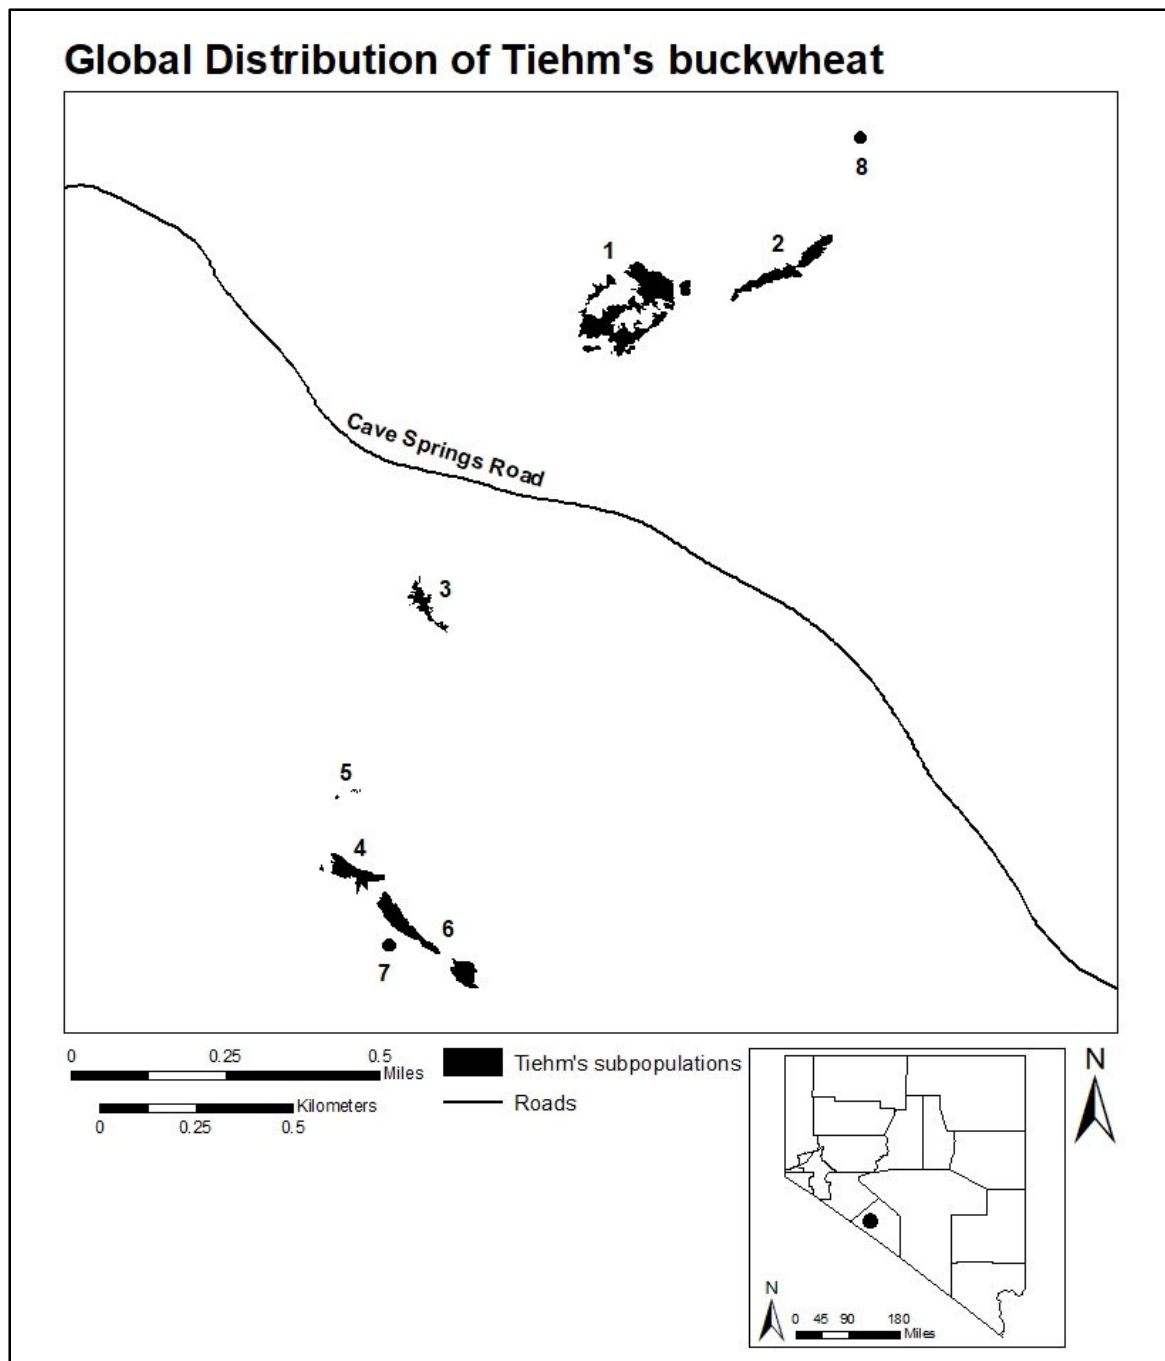 Global Distribution of Tiehm's buckwheat
8
2
1
Cave Springs Road
3
5
4
6
7
0 0.25 0.5
Miles
Kilometers
0 0.25 0.5
Tiehm's subpopulations
Roads
N
N
0 45 90 180
Miles